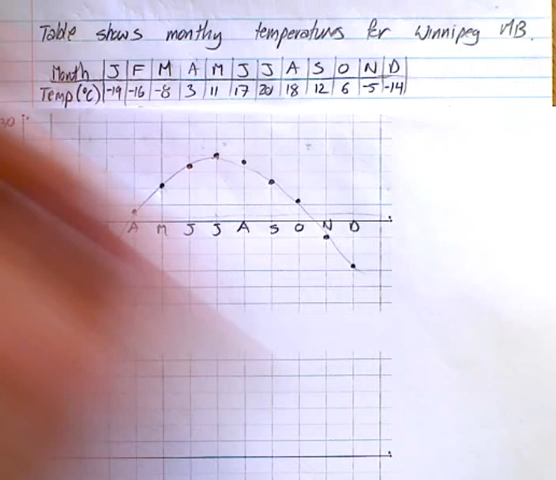 Table shows monthy temperatures for Winnipeg MB.
Month J F M A M J J A S O N D
Temp (°C) -19 -16 -8 3 11 17 20 18 12 6 -5 -14
30
A M J J A S O N D